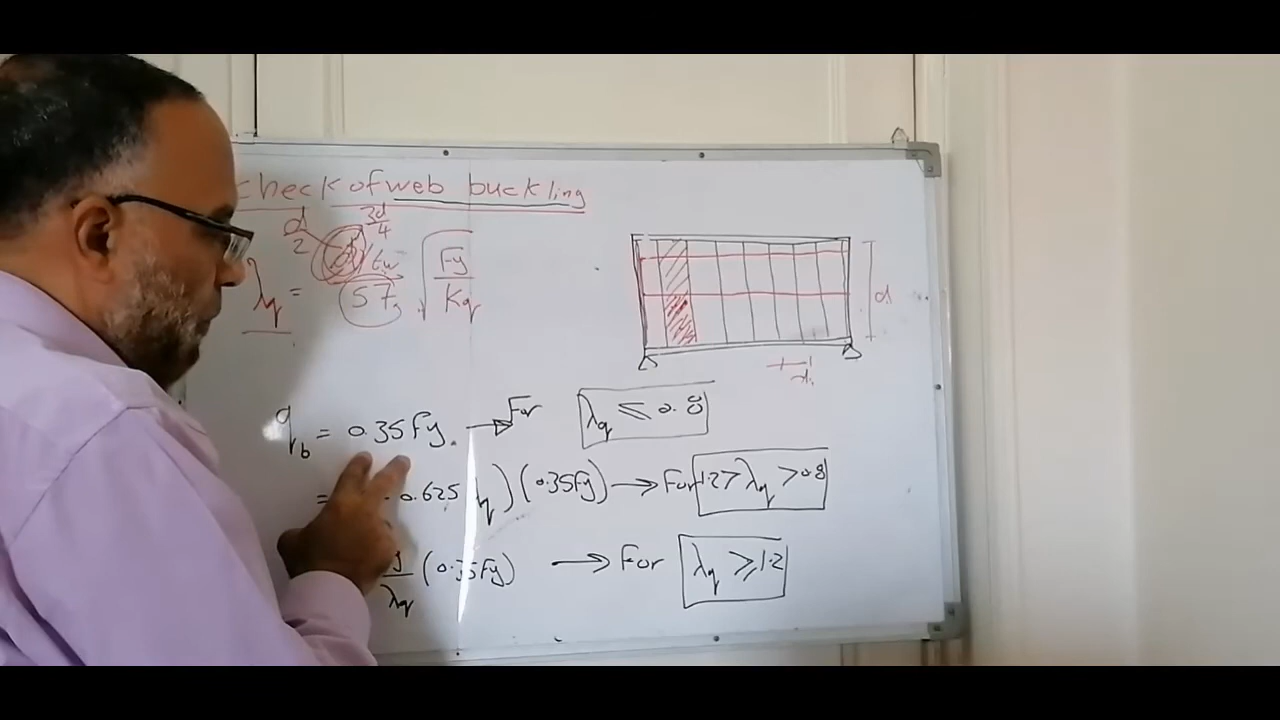 check of web buckling
d/2 3d/4
λq = tw / 57 √(Fy / Kq)
d
d1
qb = 0.35 Fy. → For λq ≤ 0.8
= 0.625 q) (0.35Fy) → For 1.2 > λq > 0.8
/ λq (0.35Fy) → For λq ≥ 1.2